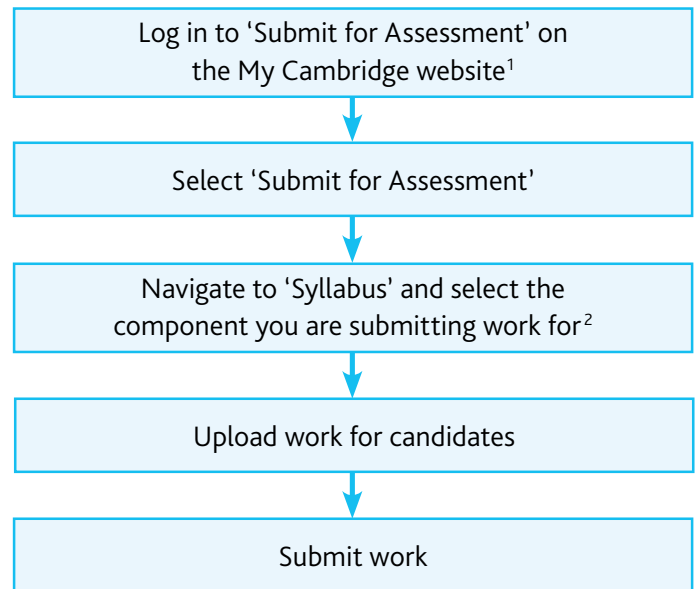 Log in to ‘Submit for Assessment’ on
the My Cambridge website¹
Select ‘Submit for Assessment’
Navigate to ‘Syllabus’ and select the
component you are submitting work for²
Upload work for candidates
Submit work